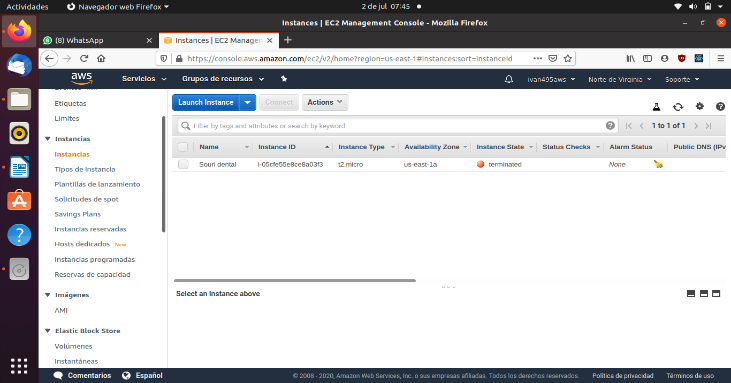 Actividades Navegador web Firefox 2 de jul 07:45
Instances | EC2 Management Console - Mozilla Firefox
(8) WhatsApp Instances | EC2 Manageme
https://console.aws.amazon.com/ec2/v2/home?region=us-east-1#Instances:sort=instanceId
aws Servicios Grupos de recursos ivan495aws Norte de Virginia Soporte
Etiquetas
Límites
Instancias
Instancias
Tipos de instancia
Plantillas de lanzamiento
Solicitudes de spot
Savings Plans
Instancias reservadas
Hosts dedicados New
Instancias programadas
Reservas de capacidad
Imágenes
AMI
Elastic Block Store
Volúmenes
Instantáneas
Launch Instance Connect Actions
Filter by tags and attributes or search by keyword 1 to 1 of 1
Name Instance ID Instance Type Availability Zone Instance State Status Checks Alarm Status Public DNS (IPv
Souri dental i-05cfe55e8ce8a03f3 t2.micro us-east-1a terminated None
Select an instance above
Comentarios Español © 2008 - 2020, Amazon Web Services, Inc. o sus empresas afiliadas. Todos los derechos reservados. Política de privacidad Términos de uso